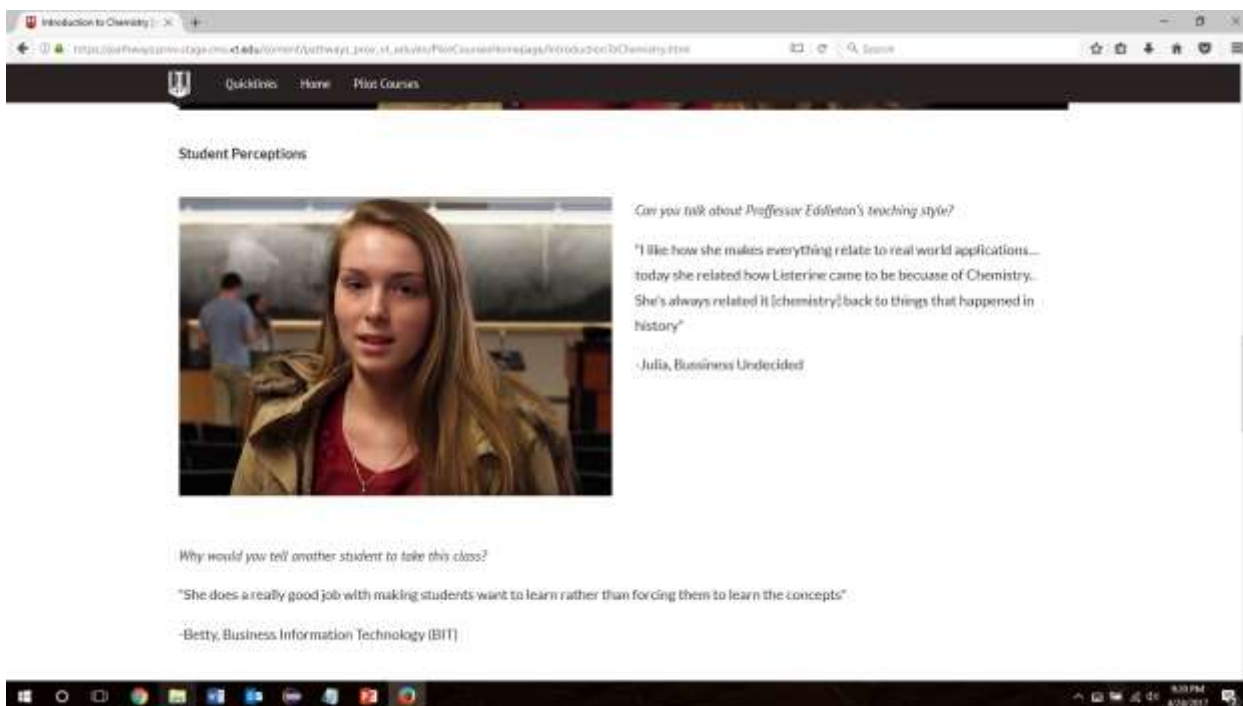 Introduction to Chemistry
Search
Quicklinks Home Pilot Courses
Student Perceptions
Can you talk about Proffessor Eddleton's teaching style?
"I like how she makes everything relate to real world applications...
today she related how Listerine came to be becuase of Chemistry..
She's always related it [chemistry] back to things that happened in
history"
-Julia, Bussiness Undecided
Why would you tell another student to take this class?
"She does a really good job with making students want to learn rather than forcing them to learn the concepts"
-Betty, Business Information Technology (BIT)